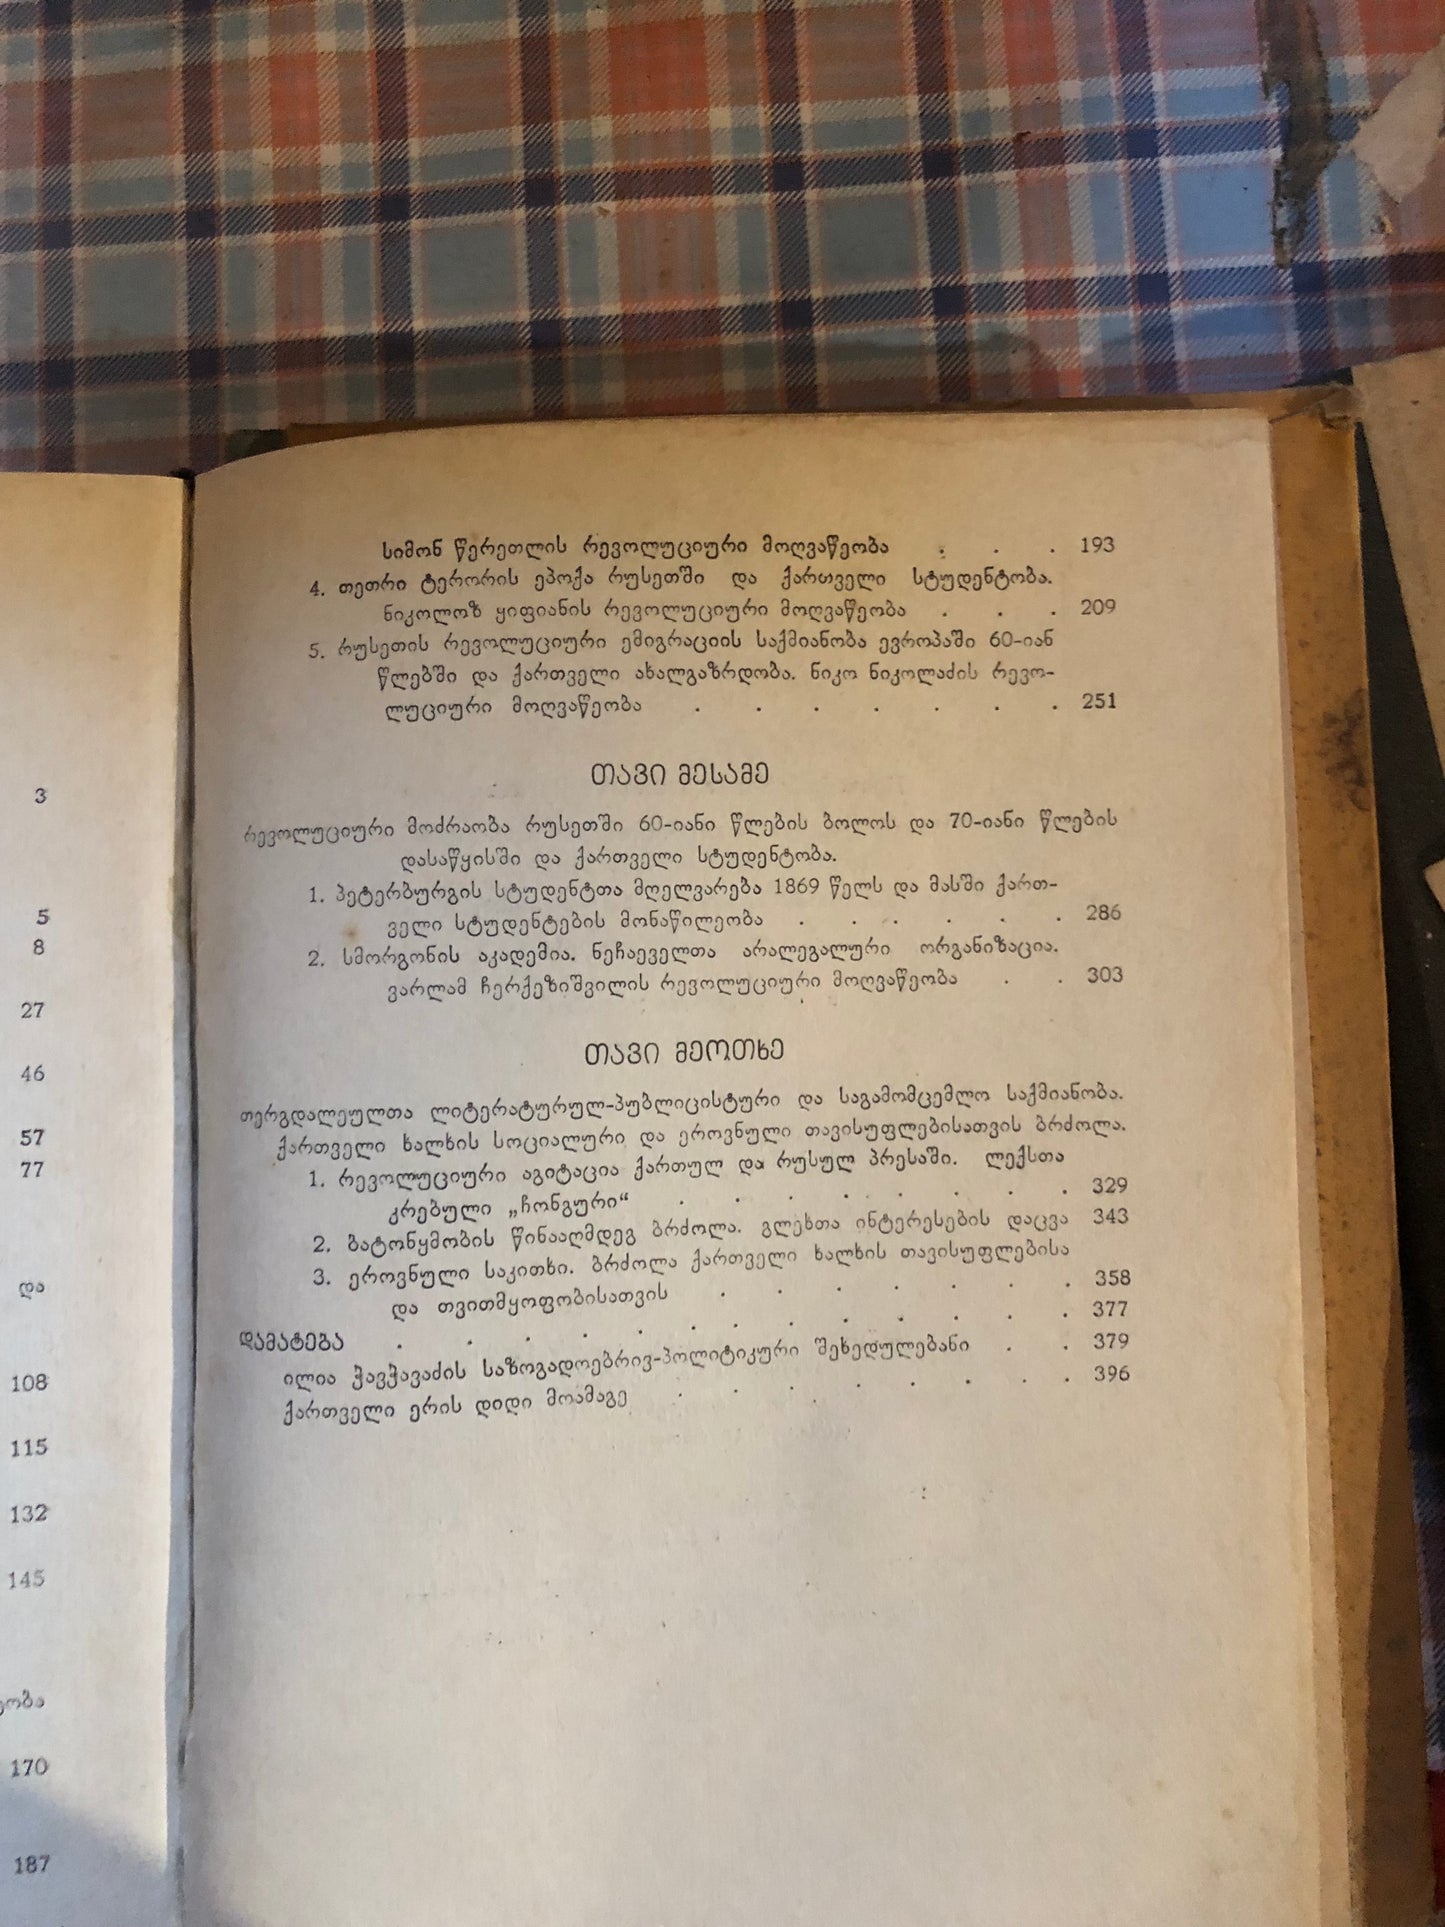 3
5
8
27
46
57
77
და
108
115
132
145
170
187
სიმონ წერეთლის რევოლუციური მოღვაწეობა . . . 193
4. თეთრი ტერორის ეპოქა რუსეთში და ქართველი სტუდენტობა.
ნიკოლოზ ყიფიანის რევოლუციური მოღვაწეობა . . . 209
5. რუსეთის რევოლუციური ემიგრაციის საქმიანობა ევროპაში 60-იან
წლებში და ქართველი ახალგაზრდობა. ნიკო ნიკოლაძის რევო-
ლუციური მოღვაწეობა . . . . . . . 251
თავი მესამე
რევოლუციური მოძრაობა რუსეთში 60-იანი წლების ბოლოს და 70-იანი წლების
დასაწყისში და ქართველი სტუდენტობა.
1. პეტერბურგის სტუდენტთა მღელვარება 1869 წელს და მასში ქართ-
ველი სტუდენტების მონაწილეობა . . . . . . 286
2. სმორგონის აკადემია. ნეჩაეველთა არალეგალური ორგანიზაცია.
ვარლამ ჩერქეზიშვილის რევოლუციური მოღვაწეობა . . 303
თავი მეოთხე
თერგდალეულთა ლიტერატურულ-პუბლიცისტური და საგამომცემლო საქმიანობა.
ქართველი ხალხის სოციალური და ეროვნული თავისუფლებისათვის ბრძოლა.
1. რევოლუციური აგიტაცია ქართულ და რუსულ პრესაში. ლექსთა
კრებული „ჩონგური“ . . . . . . . 329
2. ბატონყმობის წინააღმდეგ ბრძოლა. გლეხთა ინტერესების დაცვა 343
3. ეროვნული საკითხი. ბრძოლა ქართველი ხალხის თავისუფლებისა
და თვითმყოფობისათვის . . . . . . . 358
დამატება . . . . . . . . . . . 377
ილია ჭავჭავაძის საზოგადოებრივ-პოლიტიკური შეხედულებანი . . 379
ქართველი ერის დიდი მოამაგე . . . . . . . 396